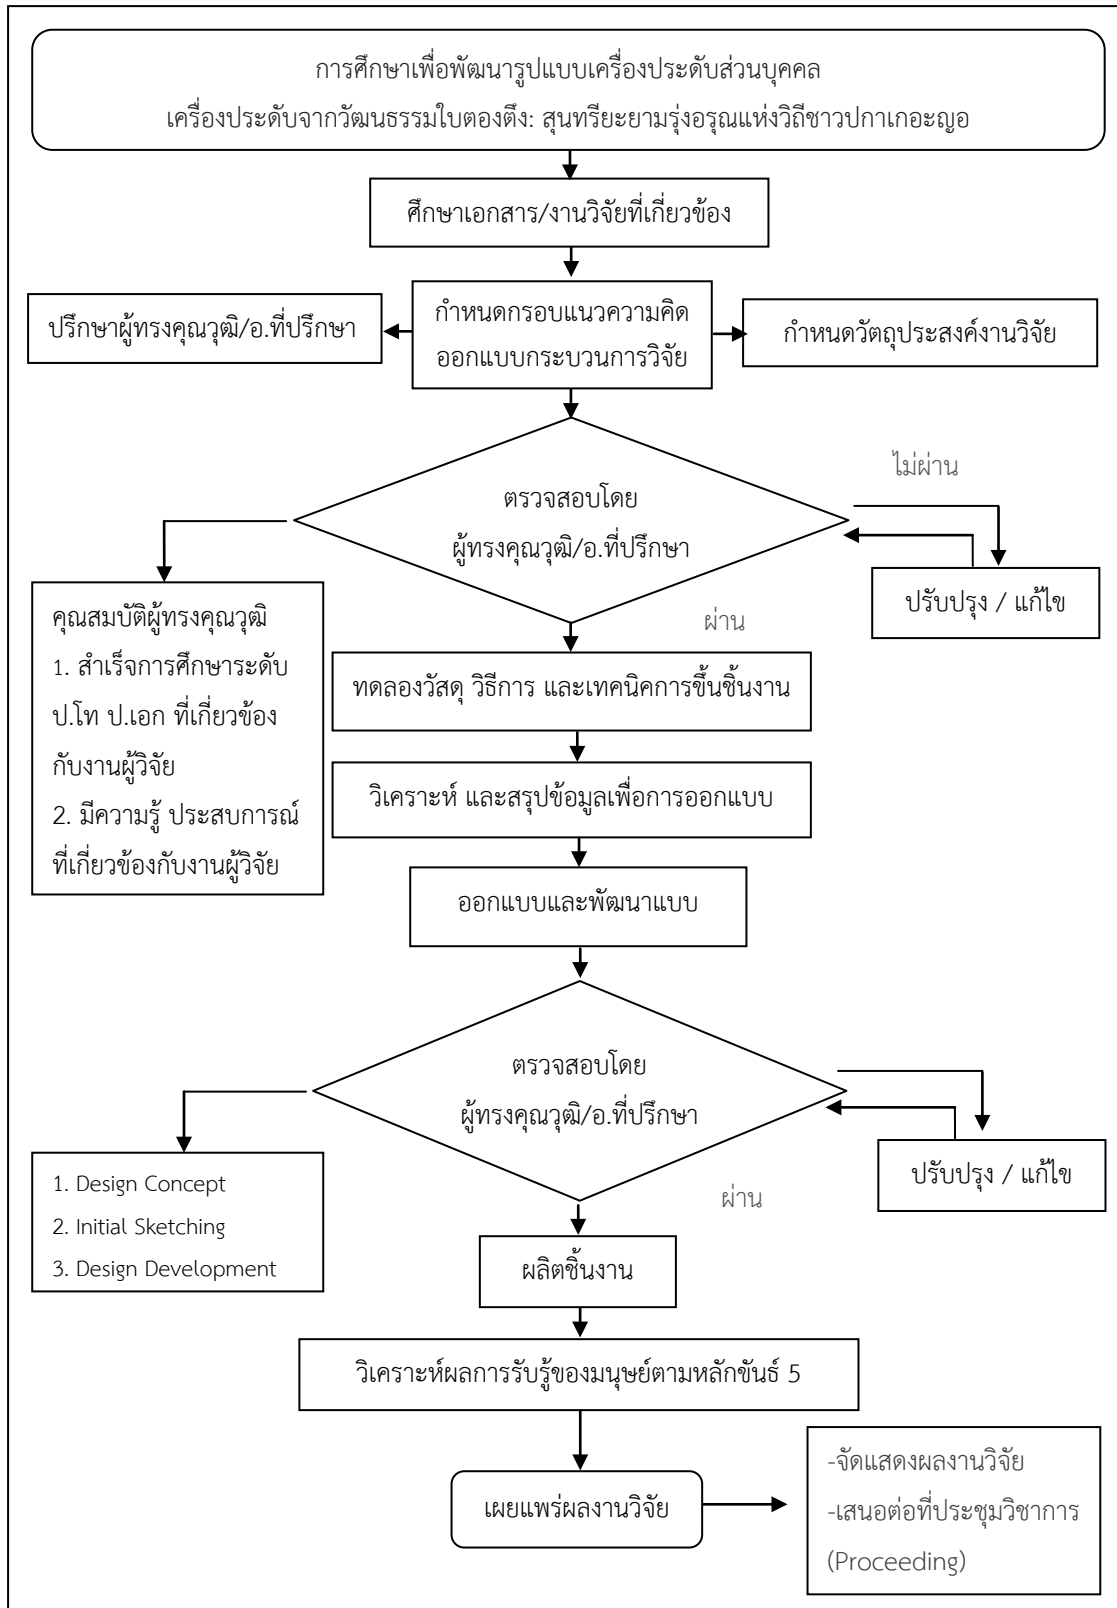 การศึกษาเพื่อพัฒนารูปแบบเครื่องประดับส่วนบุคคล
เครื่องประดับจากวัฒนธรรมใบตองตึง: สุนทรียะยามรุ่งอรุณแห่งวิถีชาวปกาเกอะญอ
ศึกษาเอกสาร/งานวิจัยที่เกี่ยวข้อง
ปรึกษาผู้ทรงคุณวุฒิ/อ.ที่ปรึกษา
กำหนดกรอบแนวความคิด
ออกแบบกระบวนการวิจัย
กำหนดวัตถุประสงค์งานวิจัย
ไม่ผ่าน
ตรวจสอบโดย
ผู้ทรงคุณวุฒิ/อ.ที่ปรึกษา
ปรับปรุง / แก้ไข
ผ่าน
คุณสมบัติผู้ทรงคุณวุฒิ
1. สำเร็จการศึกษาระดับ
ป.โท ป.เอก ที่เกี่ยวข้อง
กับงานผู้วิจัย
2. มีความรู้ ประสบการณ์
ที่เกี่ยวข้องกับงานผู้วิจัย
ทดลองวัสดุ วิธีการ และเทคนิคการขึ้นชิ้นงาน
วิเคราะห์ และสรุปข้อมูลเพื่อการออกแบบ
ออกแบบและพัฒนาแบบ
ตรวจสอบโดย
ผู้ทรงคุณวุฒิ/อ.ที่ปรึกษา
ปรับปรุง / แก้ไข
ผ่าน
1. Design Concept
2. Initial Sketching
3. Design Development
ผลิตชิ้นงาน
วิเคราะห์ผลการรับรู้ของมนุษย์ตามหลักขันธ์ 5
เผยแพร่ผลงานวิจัย
-จัดแสดงผลงานวิจัย
-เสนอต่อที่ประชุมวิชาการ
(Proceeding)